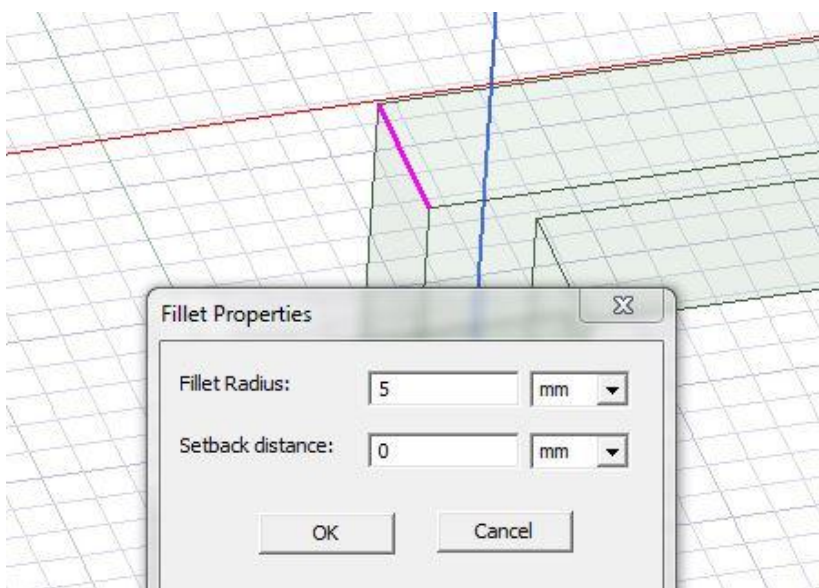 Fillet Properties
Fillet Radius: 5 mm
Setback distance: 0 mm
OK Cancel